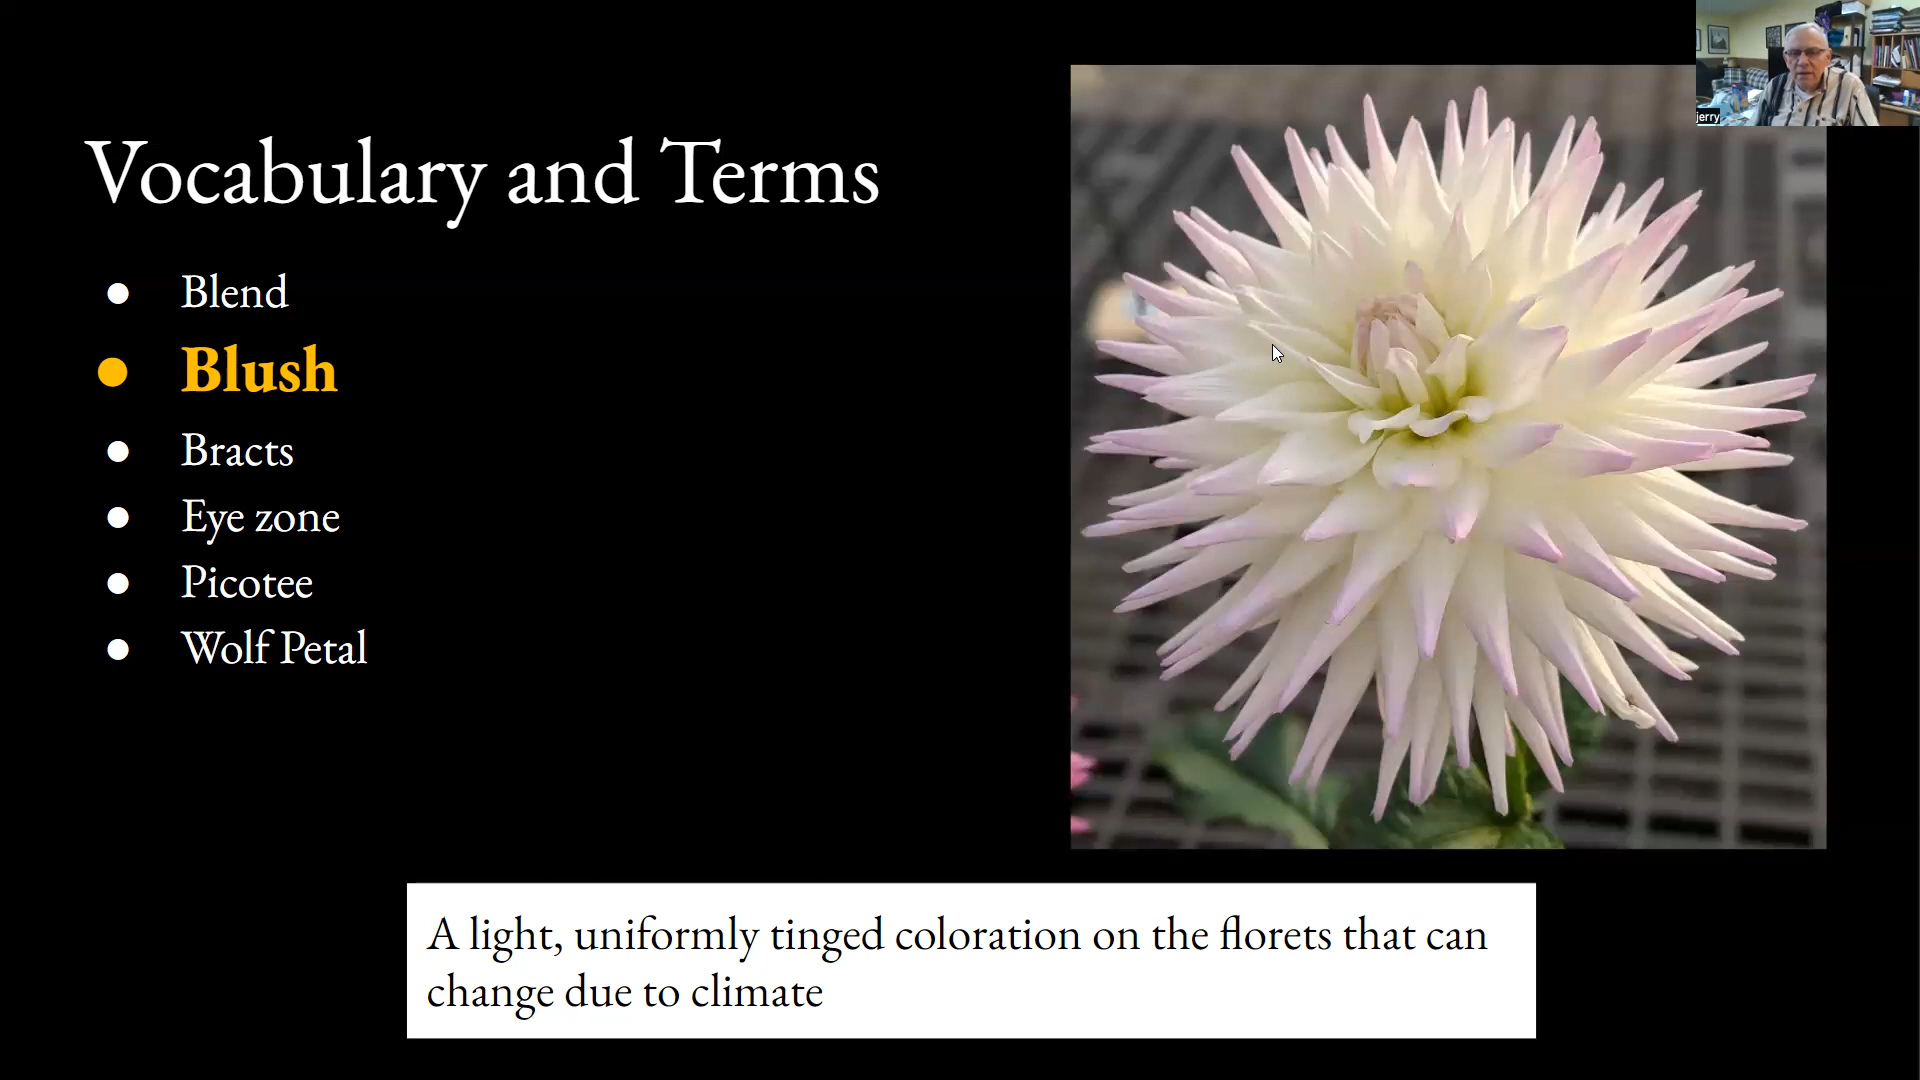 jerry
Vocabulary and Terms
Blend
Blush
Bracts
Eye zone
Picotee
Wolf Petal
A light, uniformly tinged coloration on the florets that can
change due to climate